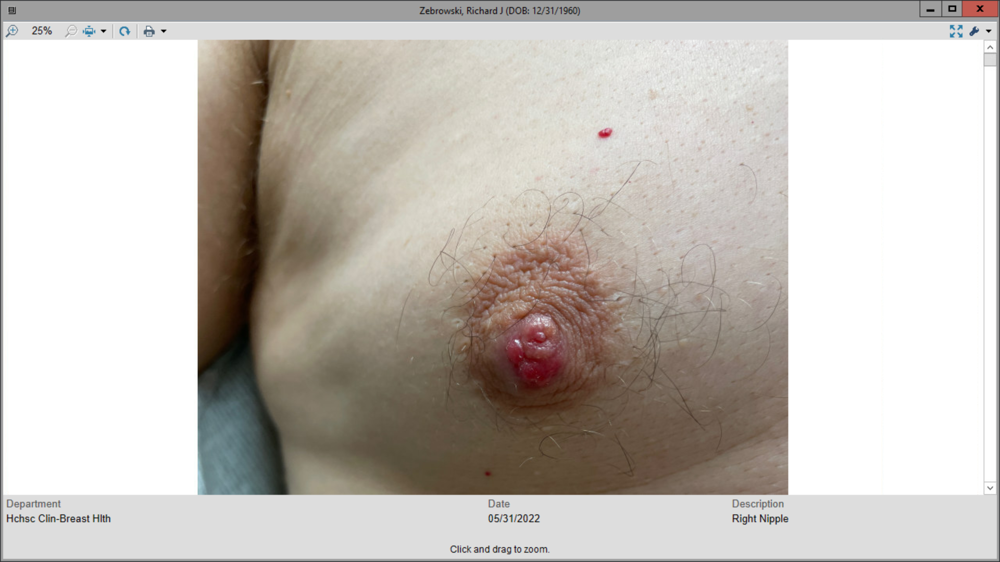 Zebrowski, Richard J (DOB: 12/31/1960)
25%
Department
Date
Description
Hchsc Clin-Breast Hlth
05/31/2022
Right Nipple
Click and drag to zoom.